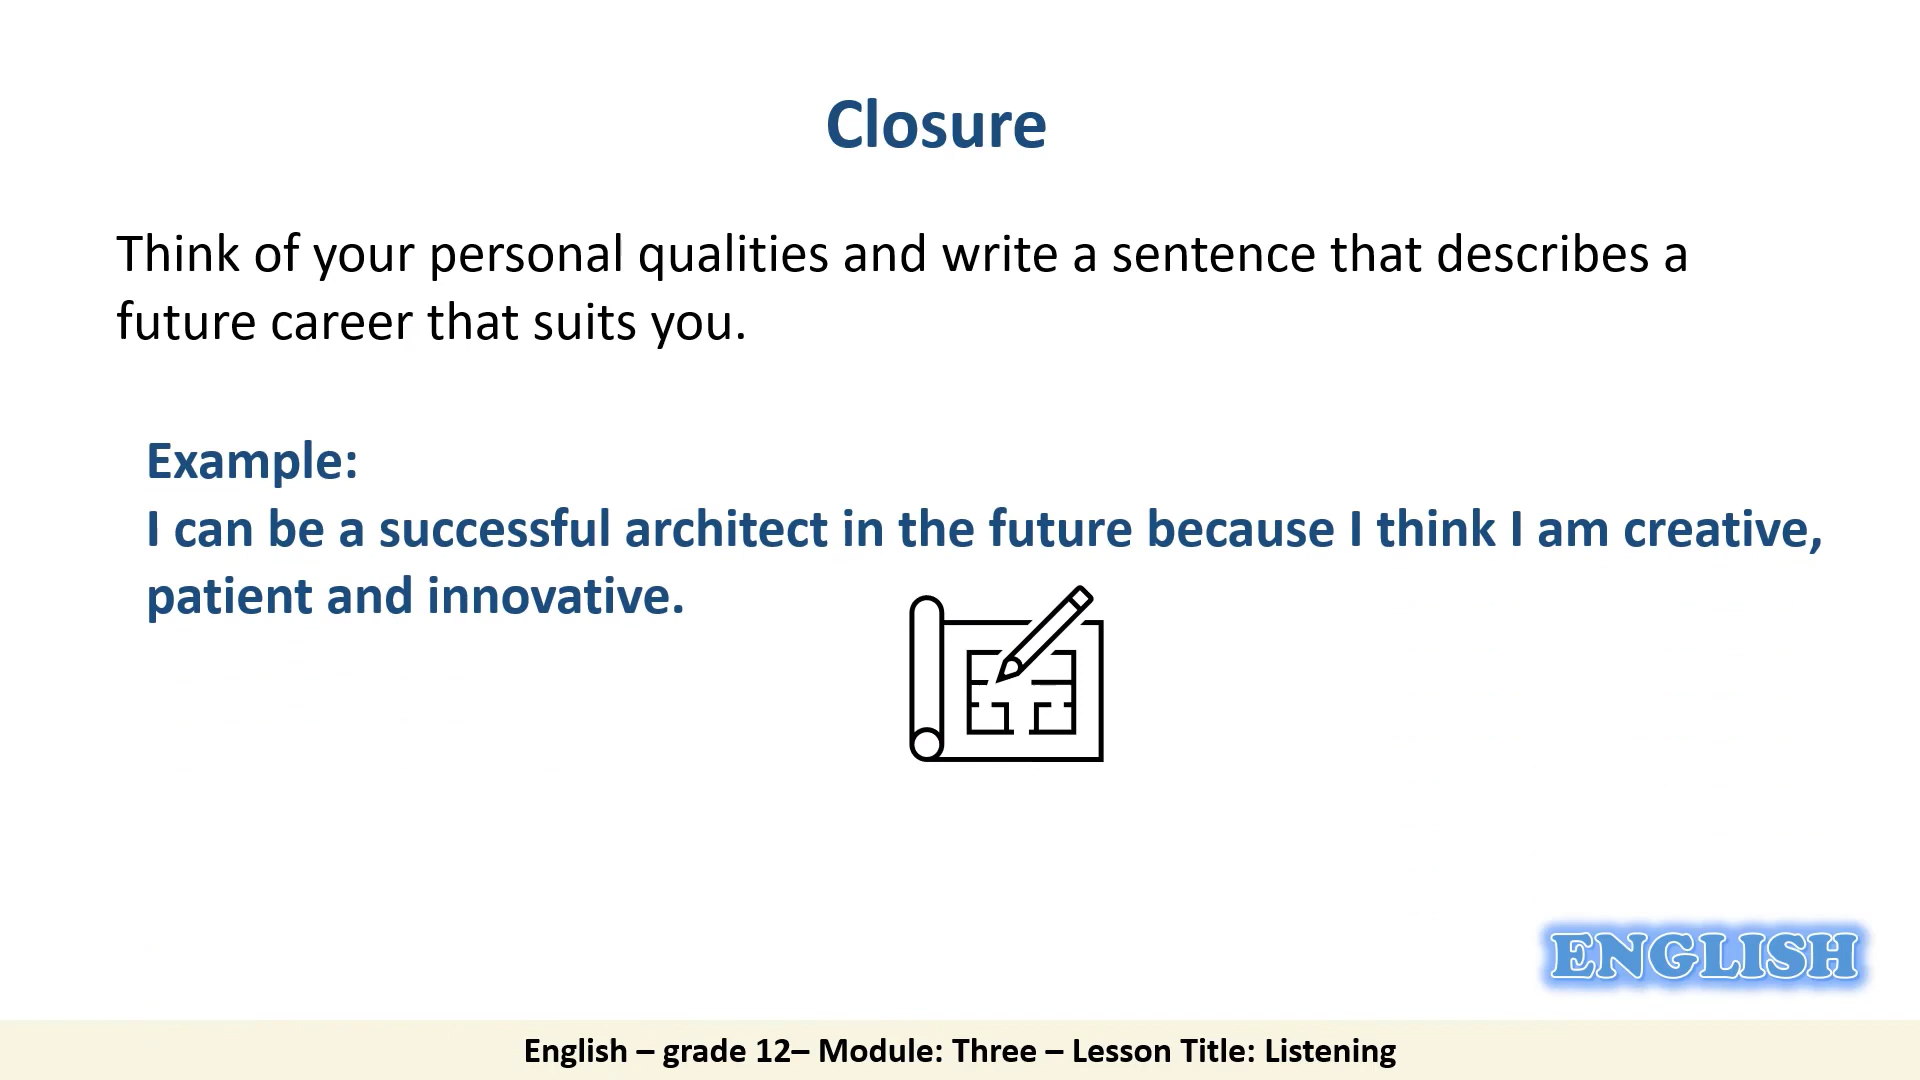 Closure
Think of your personal qualities and write a sentence that describes a
future career that suits you.
Example:
I can be a successful architect in the future because I think I am creative,
patient and innovative.
ENGLISH
English – grade 12– Module: Three – Lesson Title: Listening